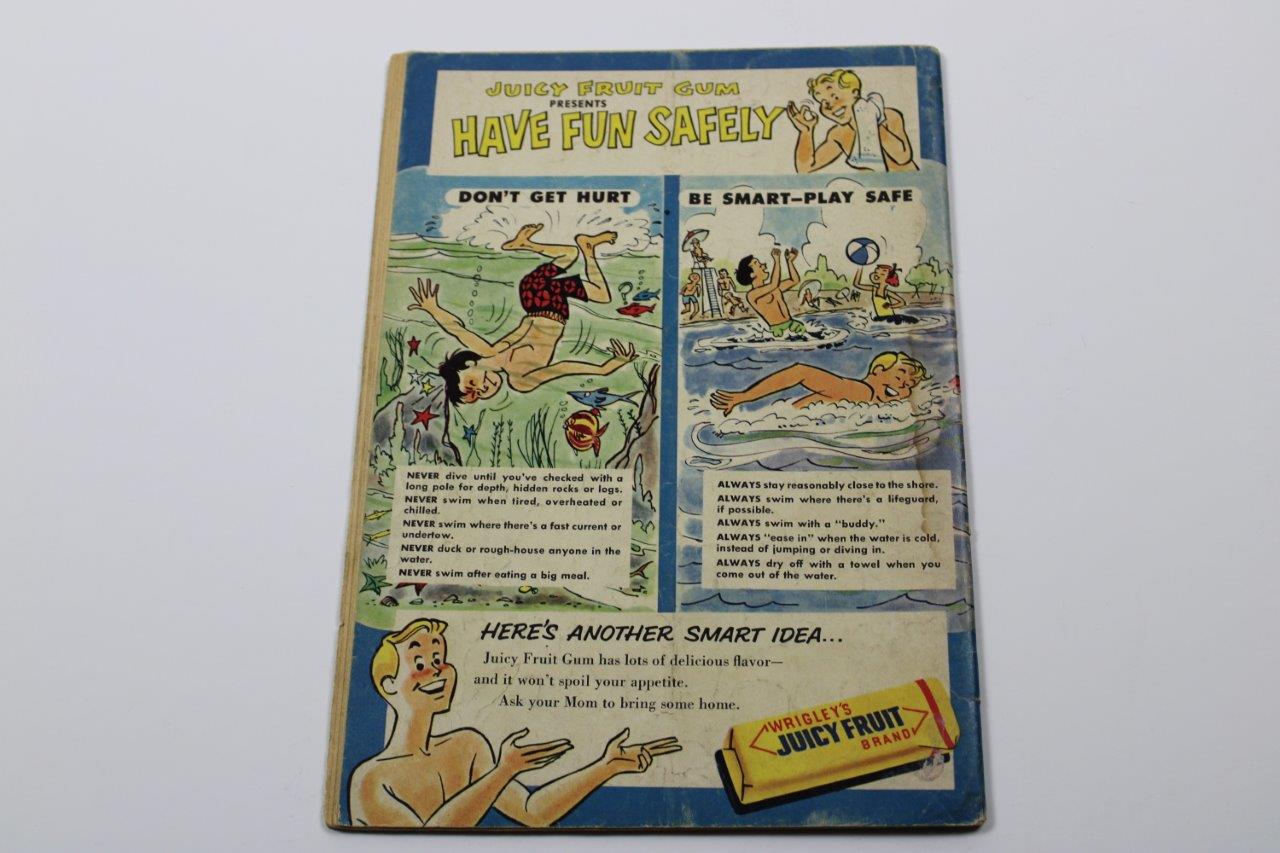 JUICY FRUIT GUM
PRESENTS
HAVE FUN SAFELY
DON'T GET HURT
NEVER dive until you've checked with a
long pole for depth, hidden rocks or logs.
NEVER swim when tired, overheated or
chilled.
NEVER swim where there's a fast current or
undertow.
NEVER duck or rough-house anyone in the
water.
NEVER swim after eating a big meal.
BE SMART—PLAY SAFE
ALWAYS stay reasonably close to the shore.
ALWAYS swim where there's a lifeguard,
if possible.
ALWAYS swim with a "buddy."
ALWAYS "ease in" when the water is cold,
instead of jumping or diving in.
ALWAYS dry off with a towel when you
come out of the water.
HERE'S ANOTHER SMART IDEA...
Juicy Fruit Gum has lots of delicious flavor—
and it won't spoil your appetite.
Ask your Mom to bring some home.
WRIGLEY'S
JUICY FRUIT
BRAND